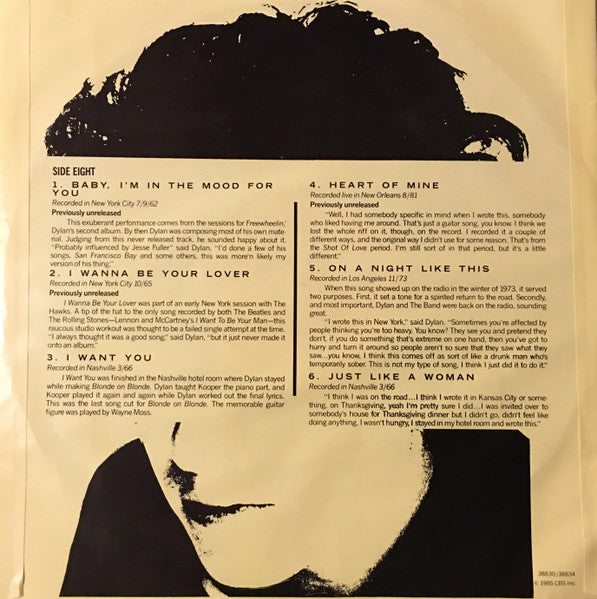 SIDE EIGHT
1. BABY, I'M IN THE MOOD FOR
YOU
Recorded in New York City 7/9/62
Previously unreleased
This exuberant performance comes from the sessions for Freewheelin,'
Dylan's second album. By then Dylan was composing most of his own mate-
rial. Judging from this never released track, he sounded happy about it.
"Probably influenced by Jesse Fuller" said Dylan, "I'd done a few of his
songs, San Francisco Bay and some others, this was more'n likely my
version of his thing."
2. I WANNA BE YOUR LOVER
Recorded in New York City 10/65
Previously unreleased
I Wanna Be Your Lover was part of an early New York session with The
Hawks. A tip of the hat to the only song recorded by both The Beatles and
The Rolling Stones—Lennon and McCartney's I Want To Be Your Man—this
raucous studio workout was thought to be a failed single attempt at the time.
"I always thought it was a good song," said Dylan, "but it just never made it
onto an album."
3. I WANT YOU
Recorded in Nashville 3/66
I Want You was finished in the Nashville hotel room where Dylan stayed
while making Blonde on Blonde. Dylan taught Kooper the piano part, and
Kooper played it again and again while Dylan worked out the final lyrics.
This was the last song cut for Blonde on Blonde. The memorable guitar
figure was played by Wayne Moss.
4. HEART OF MINE
Recorded live in New Orleans 8/81
Previously unreleased
"Well, I had somebody specific in mind when I wrote this, somebody
who liked having me around. That's just a guitar song, you know. I think we
lost the whole riff on it, though, on the record. I recorded it a couple of
different ways, and the original way I didn't use for some reason. That's from
the Shot Of Love period. I'm still sort of in that period, but it's a little
different."
5. ON A NIGHT LIKE THIS
Recorded in Los Angeles 11/73
When this song showed up on the radio in the winter of 1973, it served
two purposes. First, it set a tone for a spirited return to the road. Secondly,
and most important, Dylan and The Band were back on the radio, sounding
great.
"I wrote this in New York," said Dylan. "Sometimes you're affected by
people thinking you're too heavy. You know? They see you and pretend they
don't, if you do something that's extreme on one hand, then you've got to
hurry and turn it around so people aren't so sure that they saw what they
saw...you know, I think this comes off as sort of like a drunk man who's
temporarily sober. This is not my type of song, I think I just did it to do it."
6. JUST LIKE A WOMAN
Recorded in Nashville 3/66
"I think I was on the road...I think I wrote it in Kansas City or some-
thing, on Thanksgiving, yeah I'm pretty sure I did...I was invited over to
somebody's house for Thanksgiving dinner but I didn't go, didn't feel like
doing anything, I wasn't hungry, I stayed in my hotel room and wrote this."
38830/38834
© 1985 CBS Inc